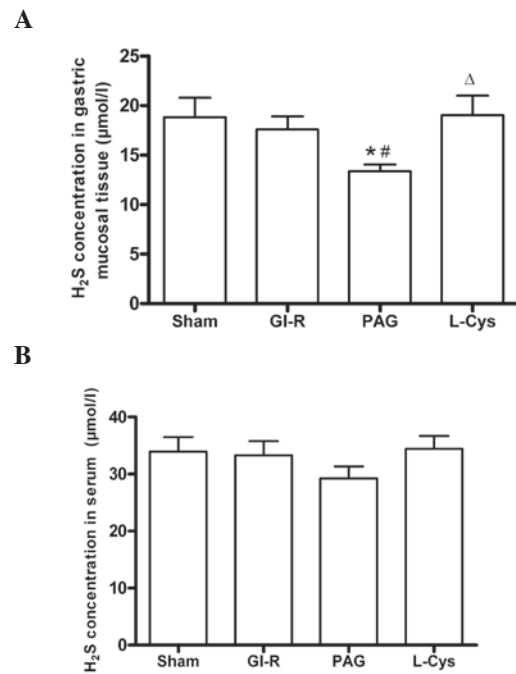 A
H₂S concentration in gastric
mucosal tissue (μmol/l)
25
20
15
10
5
0
* #
Δ
Sham GI-R PAG L-Cys
B
H₂S concentration in serum (μmol/l)
40
30
20
10
0
Sham GI-R PAG L-Cys